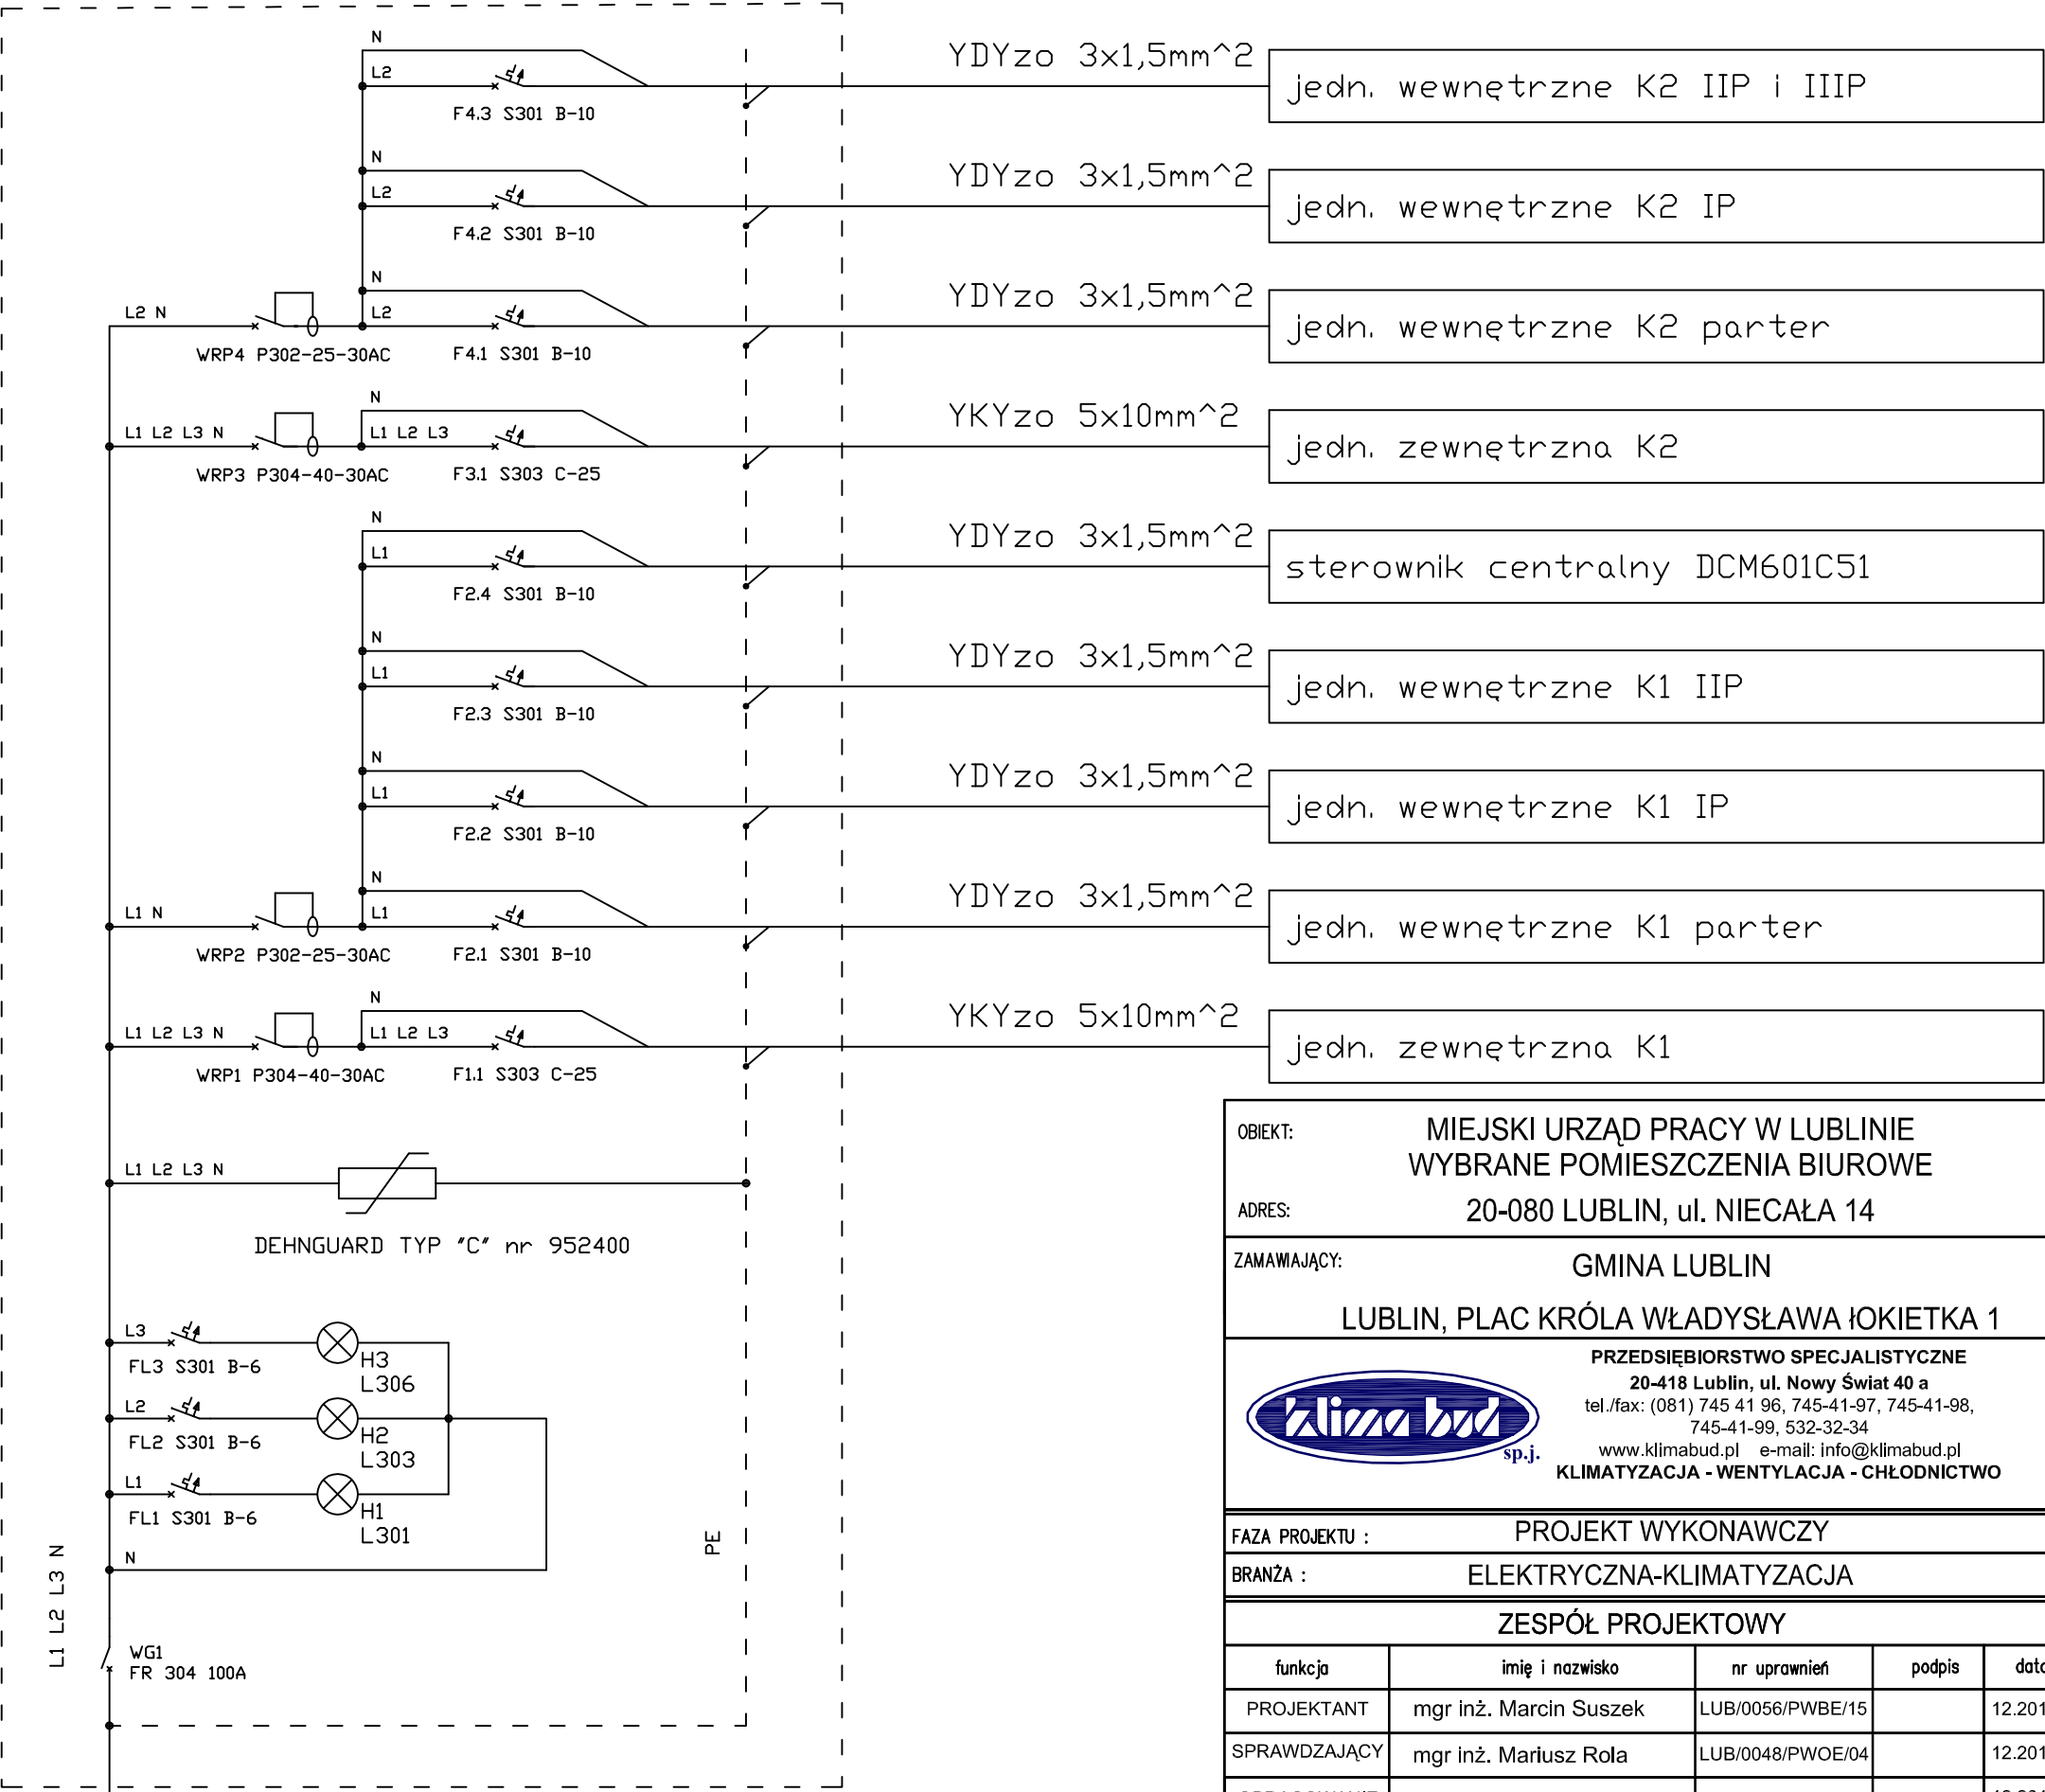 N
L2
F4.3 S301 B-10
YDYzo 3x1,5mm^2
jedn. wewnętrzne K2 IIP i IIIP
N
L2
F4.2 S301 B-10
YDYzo 3x1,5mm^2
jedn. wewnętrzne K2 IP
L2 N
WRP4 P302-25-30AC
N
L2
F4.1 S301 B-10
YDYzo 3x1,5mm^2
jedn. wewnętrzne K2 parter
L1 L2 L3 N
WRP3 P304-40-30AC
N
L1 L2 L3
F3.1 S303 C-25
YKYzo 5x10mm^2
jedn. zewnętrzna K2
N
L1
F2.4 S301 B-10
YDYzo 3x1,5mm^2
sterownik centralny DCM601C51
N
L1
F2.3 S301 B-10
YDYzo 3x1,5mm^2
jedn. wewnętrzne K1 IIP
N
L1
F2.2 S301 B-10
YDYzo 3x1,5mm^2
jedn. wewnętrzne K1 IP
L1 N
WRP2 P302-25-30AC
N
L1
F2.1 S301 B-10
YDYzo 3x1,5mm^2
jedn. wewnętrzne K1 parter
L1 L2 L3 N
WRP1 P304-40-30AC
N
L1 L2 L3
F1.1 S303 C-25
YKYzo 5x10mm^2
jedn. zewnętrzna K1
L1 L2 L3 N
DEHNGUARD TYP "C" nr 952400
L3
FL3 S301 B-6
H3
L306
L2
FL2 S301 B-6
H2
L303
L1
FL1 S301 B-6
H1
L301
N
L1 L2 L3 N
PE
WG1
FR 304 100A
OBIEKT:
MIEJSKI URZĄD PRACY W LUBLINIE
WYBRANE POMIESZCZENIA BIUROWE
ADRES:
20-080 LUBLIN, ul. NIECAŁA 14
ZAMAWIAJĄCY:
GMINA LUBLIN
LUBLIN, PLAC KRÓLA WŁADYSŁAWA łOKIETKA 1
klima bud
sp.j.
PRZEDSIĘBIORSTWO SPECJALISTYCZNE
20-418 Lublin, ul. Nowy Świat 40 a
tel./fax: (081) 745 41 96, 745-41-97, 745-41-98,
745-41-99, 532-32-34
www.klimabud.pl e-mail: info@klimabud.pl
KLIMATYZACJA - WENTYLACJA - CHŁODNICTWO
FAZA PROJEKTU : PROJEKT WYKONAWCZY
BRANŻA : ELEKTRYCZNA-KLIMATYZACJA
ZESPÓŁ PROJEKTOWY
funkcja imię i nazwisko nr uprawnień podpis
PROJEKTANT mgr inż. Marcin Suszek LUB/0056/PWBE/15 12.201
SPRAWDZAJĄCY mgr inż. Mariusz Rola LUB/0048/PWOE/04 12.201